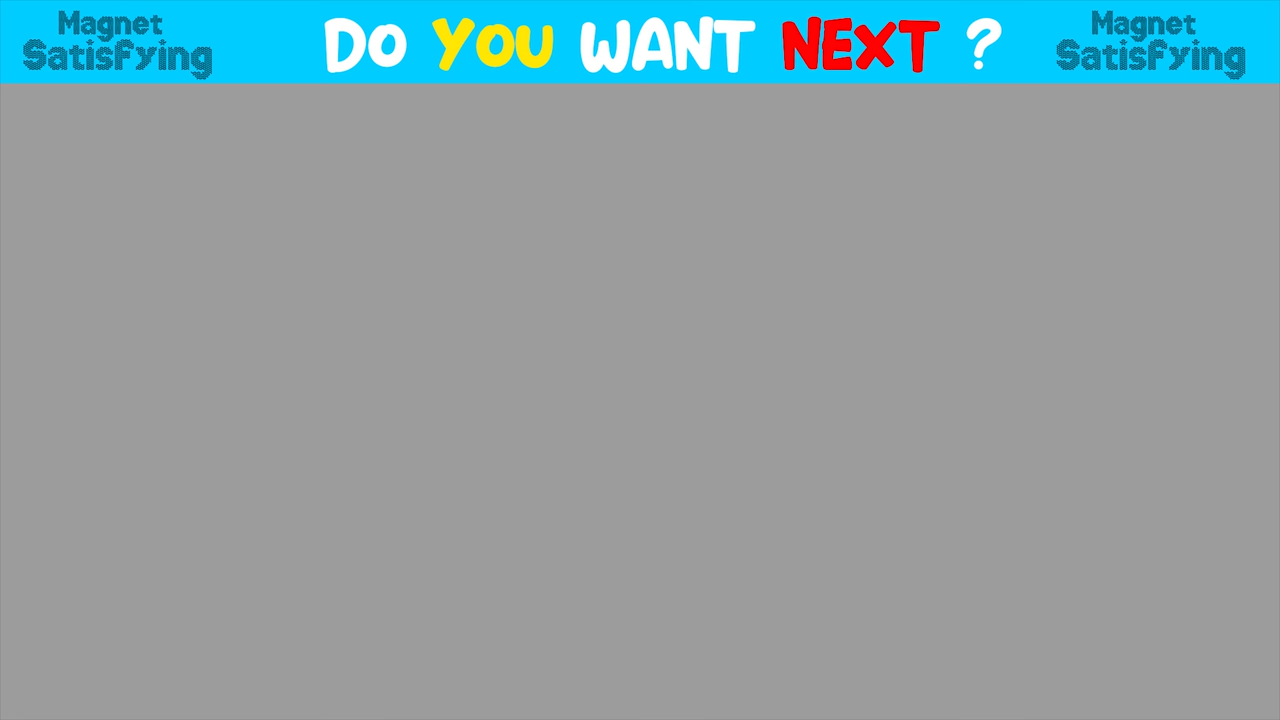 Magnet
Satisfying
DO YOU WANT NEXT ?
Magnet
Satisfying